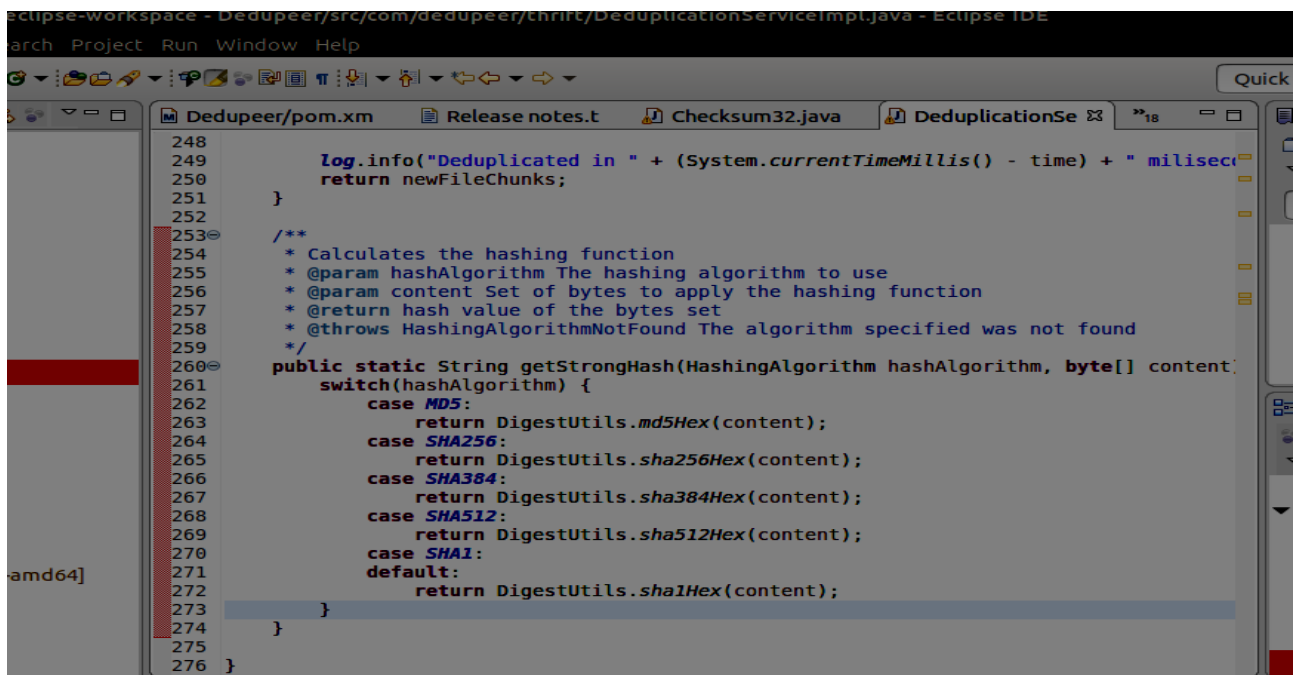 eclipse-workspace - Dedupeer/src/com/dedupeer/thrift/DeduplicationServiceImpl.java - Eclipse IDE
earch Project Run Window Help
Quick
Dedupeer/pom.xm Release notes.t Checksum32.java DeduplicationSe »18
248
249 log.info("Deduplicated in " + (System.currentTimeMillis() - time) + " milisec
250 return newFileChunks;
251 }
252
253 /**
254 * Calculates the hashing function
255 * @param hashAlgorithm The hashing algorithm to use
256 * @param content Set of bytes to apply the hashing function
257 * @return hash value of the bytes set
258 * @throws HashingAlgorithmNotFound The algorithm specified was not found
259 */
260 public static String getStrongHash(HashingAlgorithm hashAlgorithm, byte[] content
261 switch(hashAlgorithm) {
262 case MD5:
263 return DigestUtils.md5Hex(content);
264 case SHA256:
265 return DigestUtils.sha256Hex(content);
266 case SHA384:
267 return DigestUtils.sha384Hex(content);
268 case SHA512:
269 return DigestUtils.sha512Hex(content);
270 case SHA1:
271 default:
272 return DigestUtils.sha1Hex(content);
273 }
274 }
275
276 }
-amd64]